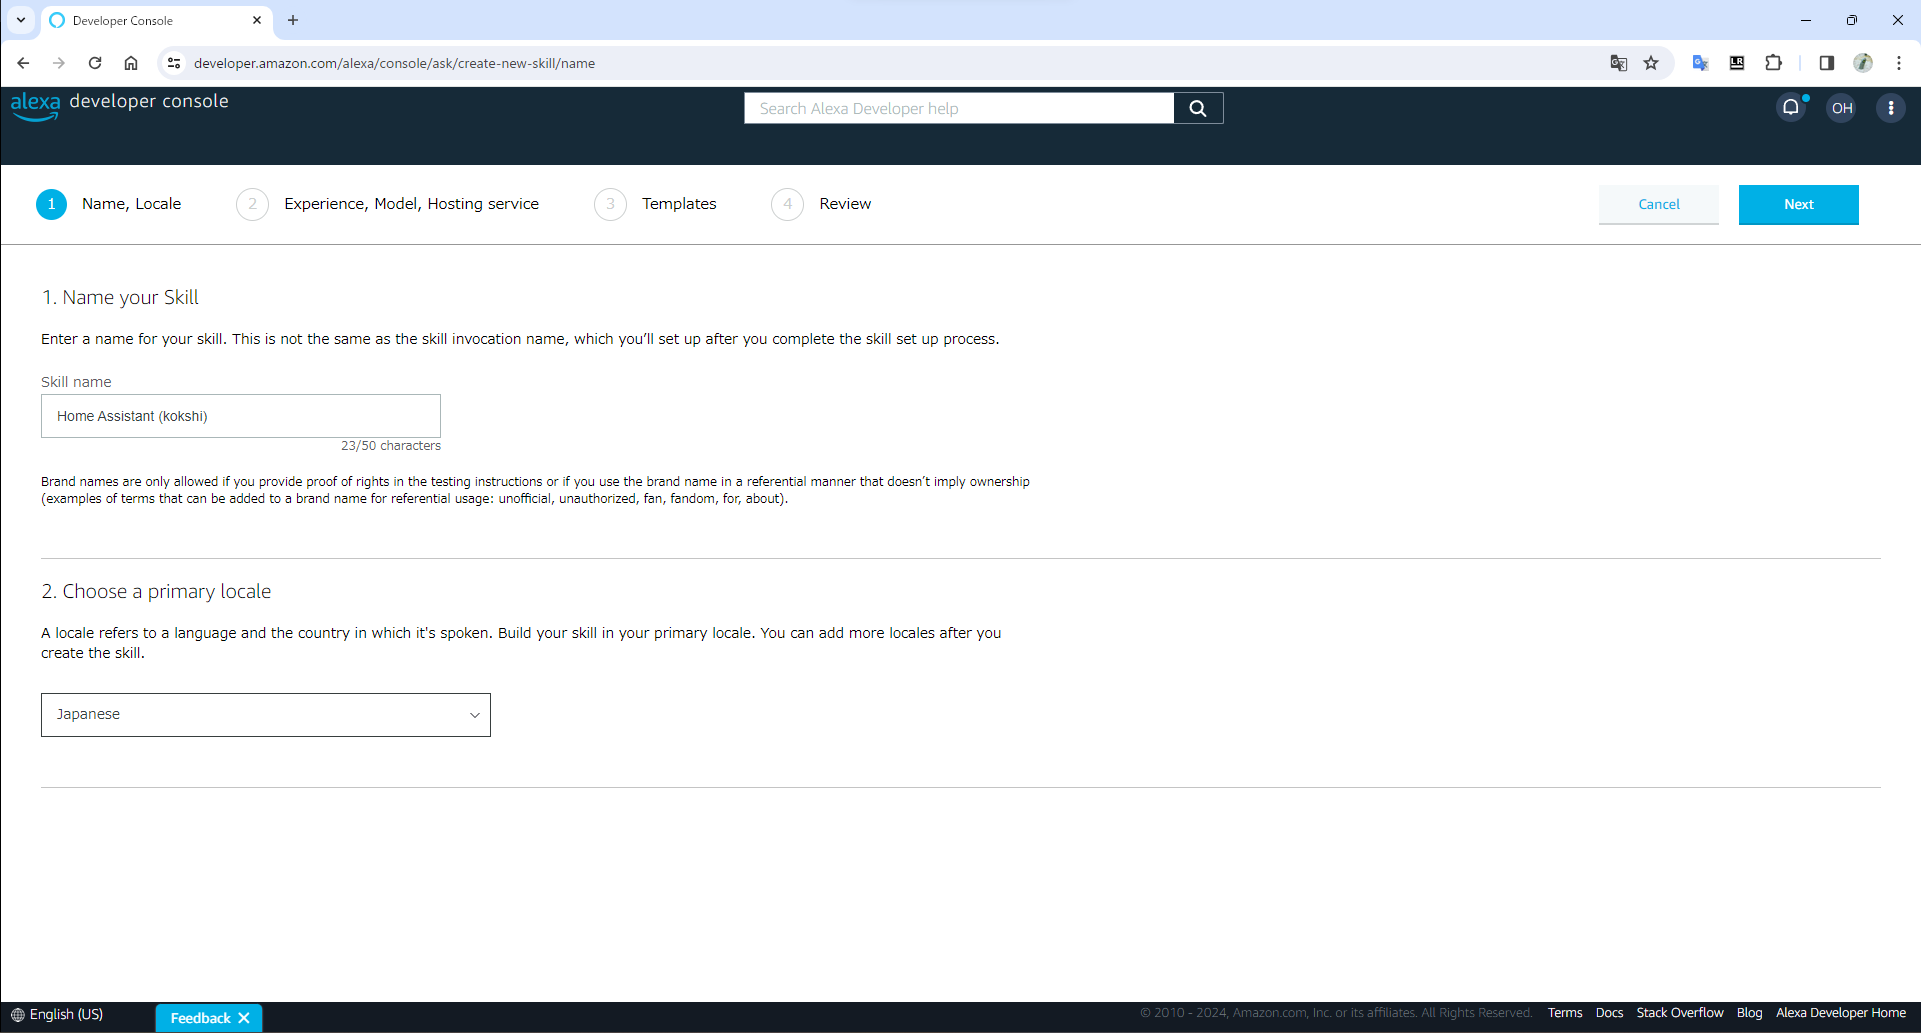 Developer Console
developer.amazon.com/alexa/console/ask/create-new-skill/name
alexa developer console
Search Alexa Developer help
OH
1 Name, Locale
2 Experience, Model, Hosting service
3 Templates
4 Review
Cancel
Next
1. Name your Skill
Enter a name for your skill. This is not the same as the skill invocation name, which you’ll set up after you complete the skill set up process.
Skill name
Home Assistant (kokshi)
23/50 characters
Brand names are only allowed if you provide proof of rights in the testing instructions or if you use the brand name in a referential manner that doesn’t imply ownership
(examples of terms that can be added to a brand name for referential usage: unofficial, unauthorized, fan, fandom, for, about).
2. Choose a primary locale
A locale refers to a language and the country in which it's spoken. Build your skill in your primary locale. You can add more locales after you
create the skill.
Japanese
English (US)
Feedback
© 2010 - 2024, Amazon.com, Inc. or its affiliates. All Rights Reserved.
Terms
Docs
Stack Overflow
Blog
Alexa Developer Home